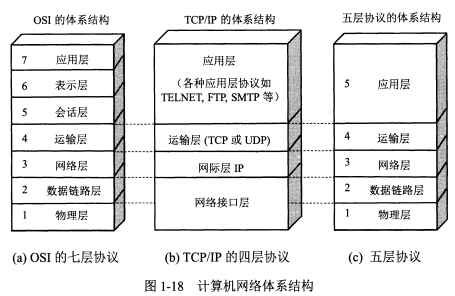 OSI 的体系结构
TCP/IP 的体系结构
五层协议的体系结构
7 应用层
6 表示层
5 会话层
4 运输层
3 网络层
2 数据链路层
1 物理层
应用层
(各种应用层协议如
TELNET, FTP, SMTP 等)
运输层 (TCP 或 UDP)
网际层 IP
网络接口层
5 应用层
4 运输层
3 网络层
2 数据链路层
1 物理层
(a) OSI 的七层协议
(b) TCP/IP 的四层协议
(c) 五层协议
图 1-18 计算机网络体系结构